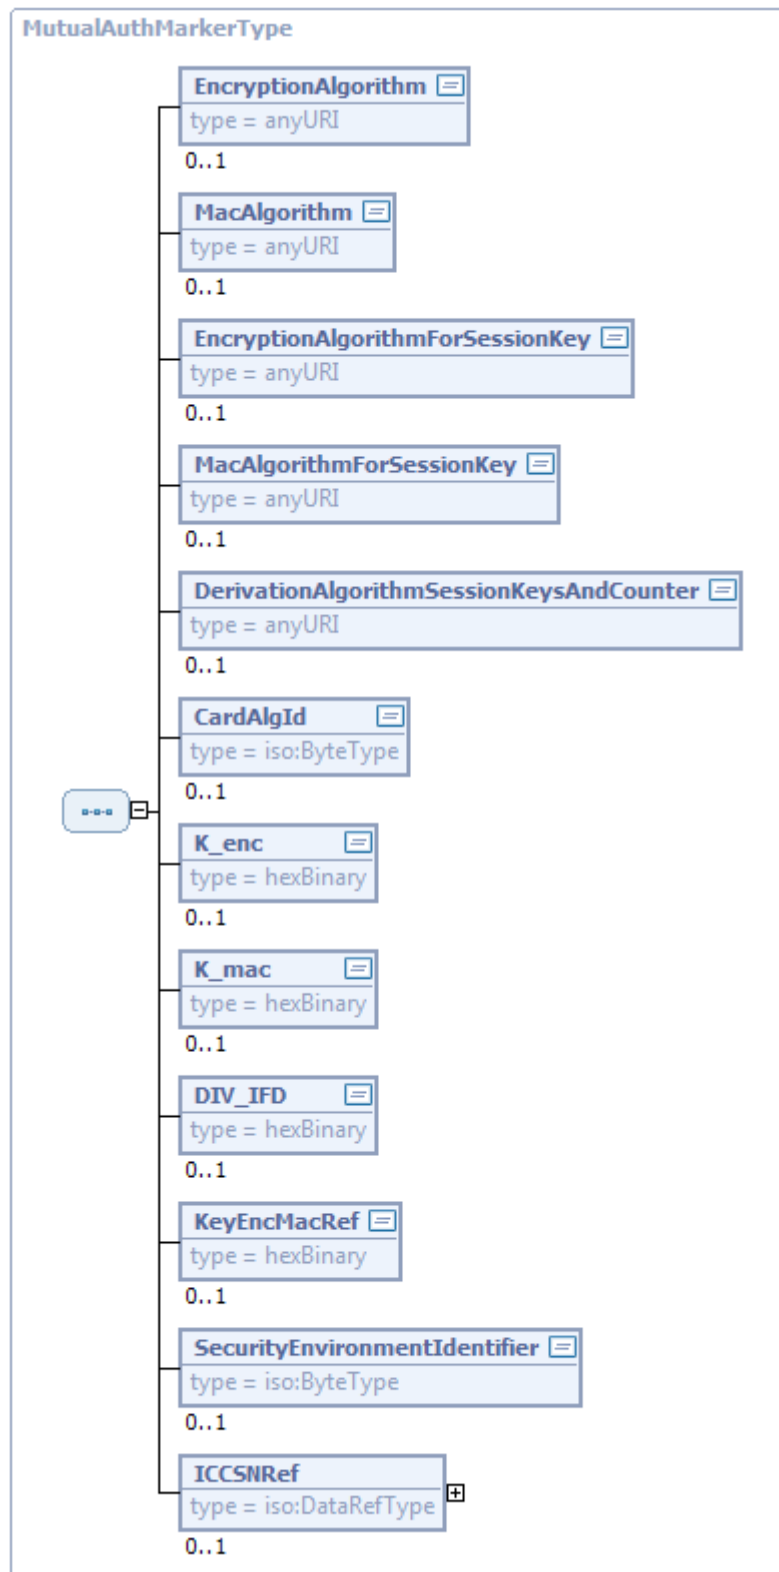 MutualAuthMarkerType
EncryptionAlgorithm
type = anyURI
0..1
MacAlgorithm
type = anyURI
0..1
EncryptionAlgorithmForSessionKey
type = anyURI
0..1
MacAlgorithmForSessionKey
type = anyURI
0..1
DerivationAlgorithmSessionKeysAndCounter
type = anyURI
0..1
CardAlgId
type = iso:ByteType
0..1
K_enc
type = hexBinary
0..1
K_mac
type = hexBinary
0..1
DIV_IFD
type = hexBinary
0..1
KeyEncMacRef
type = hexBinary
0..1
SecurityEnvironmentIdentifier
type = iso:ByteType
0..1
ICCSNRef
type = iso:DataRefType
0..1